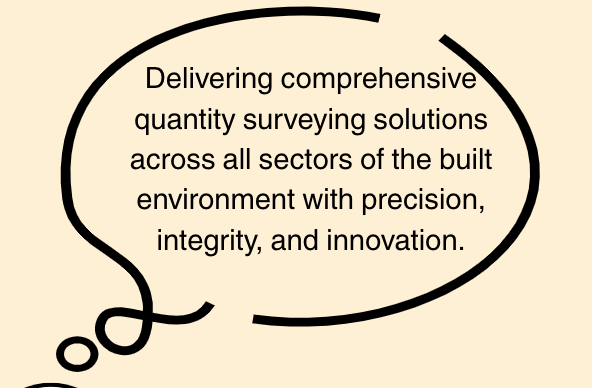 Delivering comprehensive
quantity surveying solutions
across all sectors of the built
environment with precision,
integrity, and innovation.